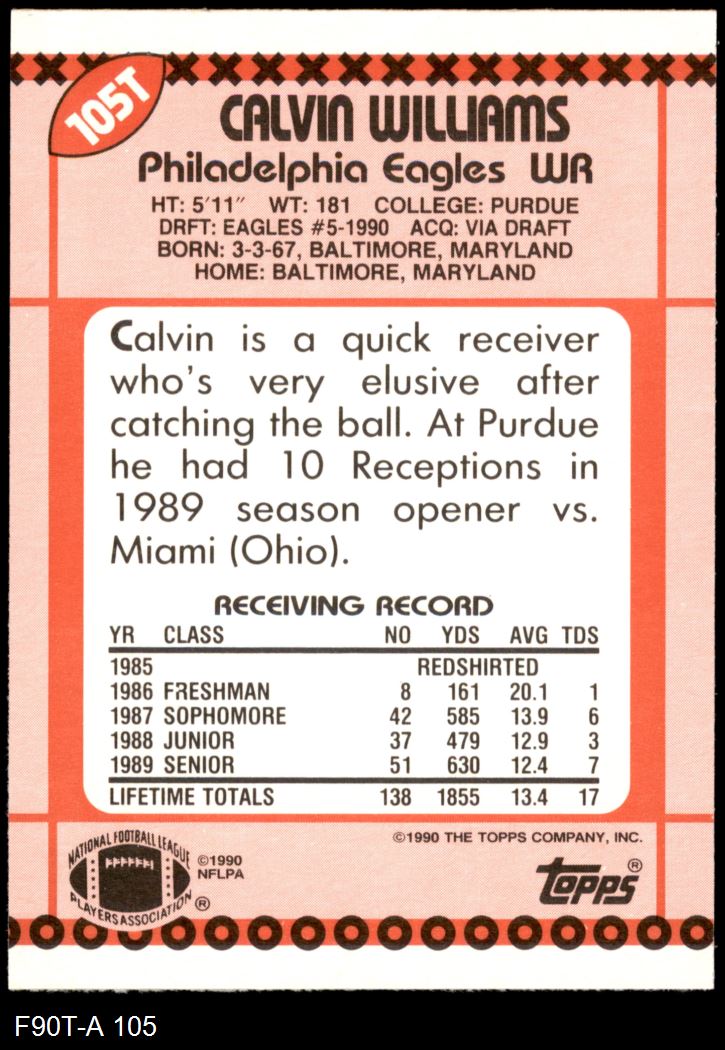 105T
CALVIN WILLIAMS
Philadelphia Eagles WR
HT: 5'11" WT: 181 COLLEGE: PURDUE
DRFT: EAGLES #5-1990 ACQ: VIA DRAFT
BORN: 3-3-67, BALTIMORE, MARYLAND
HOME: BALTIMORE, MARYLAND
Calvin is a quick receiver
who's very elusive after
catching the ball. At Purdue
he had 10 Receptions in
1989 season opener vs.
Miami (Ohio).
RECEIVING RECORD
YR CLASS NO YDS AVG TDS
1985 REDSHIRTED
1986 FRESHMAN 8 161 20.1 1
1987 SOPHOMORE 42 585 13.9 6
1988 JUNIOR 37 479 12.9 3
1989 SENIOR 51 630 12.4 7
LIFETIME TOTALS 138 1855 13.4 17
©1990 THE TOPPS COMPANY, INC.
NATIONAL FOOTBALL LEAGUE
PLAYERS ASSOCIATION ®
©1990
NFLPA
Topps®
F90T-A 105